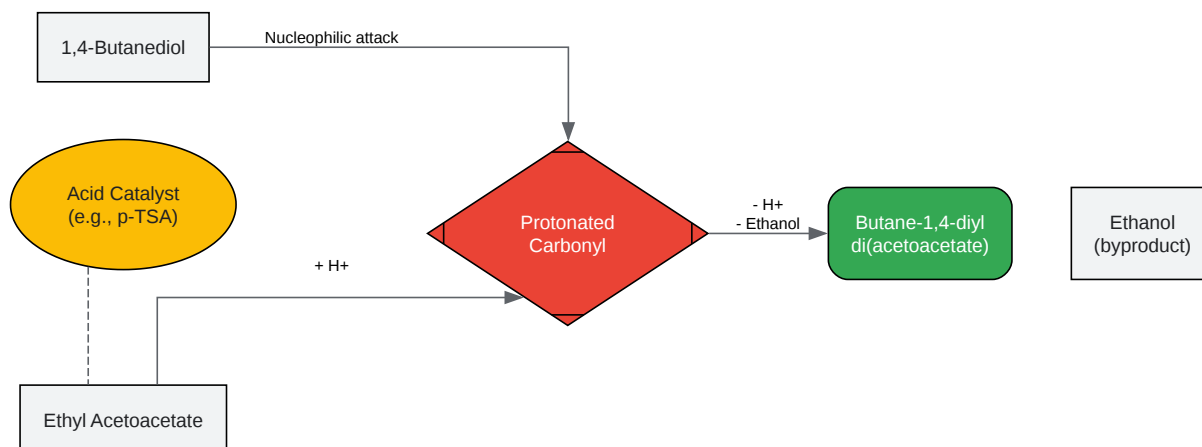 1,4-Butanediol
Nucleophilic attack
Acid Catalyst
(e.g., p-TSA)
+ H+
Protonated
Carbonyl
- H+
- Ethanol
Butane-1,4-diyl
di(acetoacetate)
Ethanol
(byproduct)
Ethyl Acetoacetate